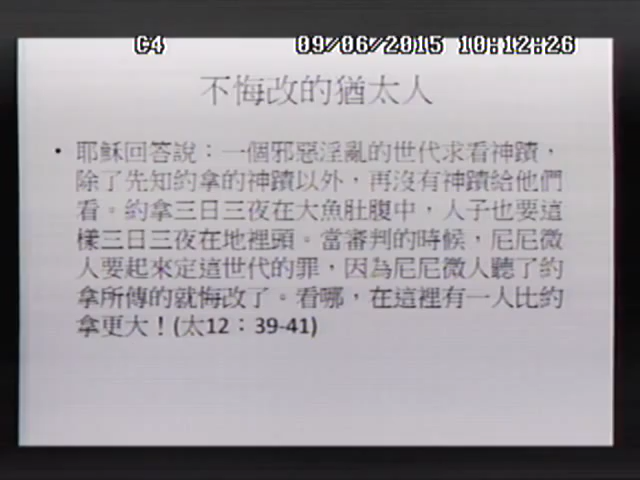 C4 09/06/2015 10:12:26
不悔改的猶太人
• 耶穌回答說：一個邪惡淫亂的世代求看神蹟，
除了先知約拿的神蹟以外，再沒有神蹟給他們
看。約拿三日三夜在大魚肚腹中，人子也要這
樣三日三夜在地裡頭。當審判的時候，尼尼微
人要起來定這世代的罪，因為尼尼微人聽了約
拿所傳的就悔改了。看哪，在這裡有一人比約
拿更大！(太12：39-41)